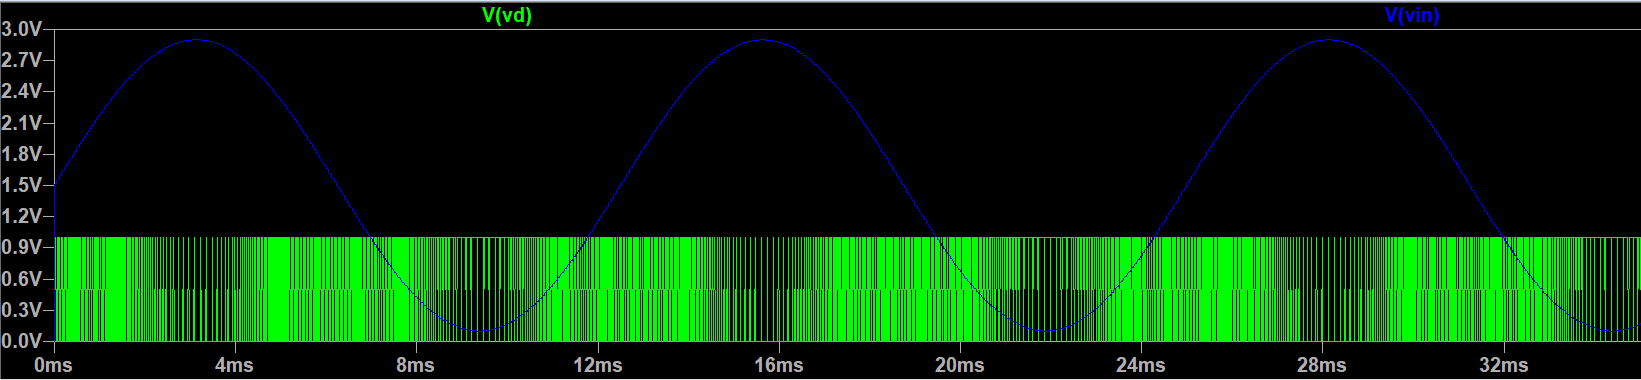 V(vd) V(vin)
3.0V
2.7V
2.4V
2.1V
1.8V
1.5V
1.2V
0.9V
0.6V
0.3V
0.0V
0ms 4ms 8ms 12ms 16ms 20ms 24ms 28ms 32ms